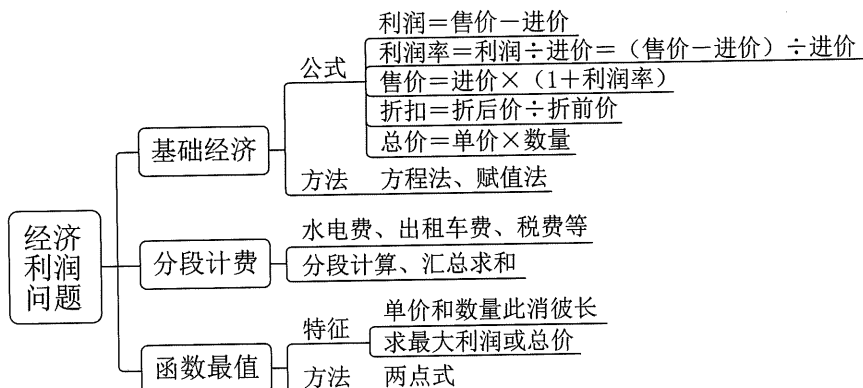 经济
利润
问题
基础经济
公式
利润＝售价－进价
利润率＝利润÷进价＝（售价－进价）÷进价
售价＝进价×（1＋利润率）
折扣＝折后价÷折前价
总价＝单价×数量
方法
方程法、赋值法
分段计费
水电费、出租车费、税费等
分段计算、汇总求和
函数最值
特征
单价和数量此消彼长
求最大利润或总价
方法
两点式